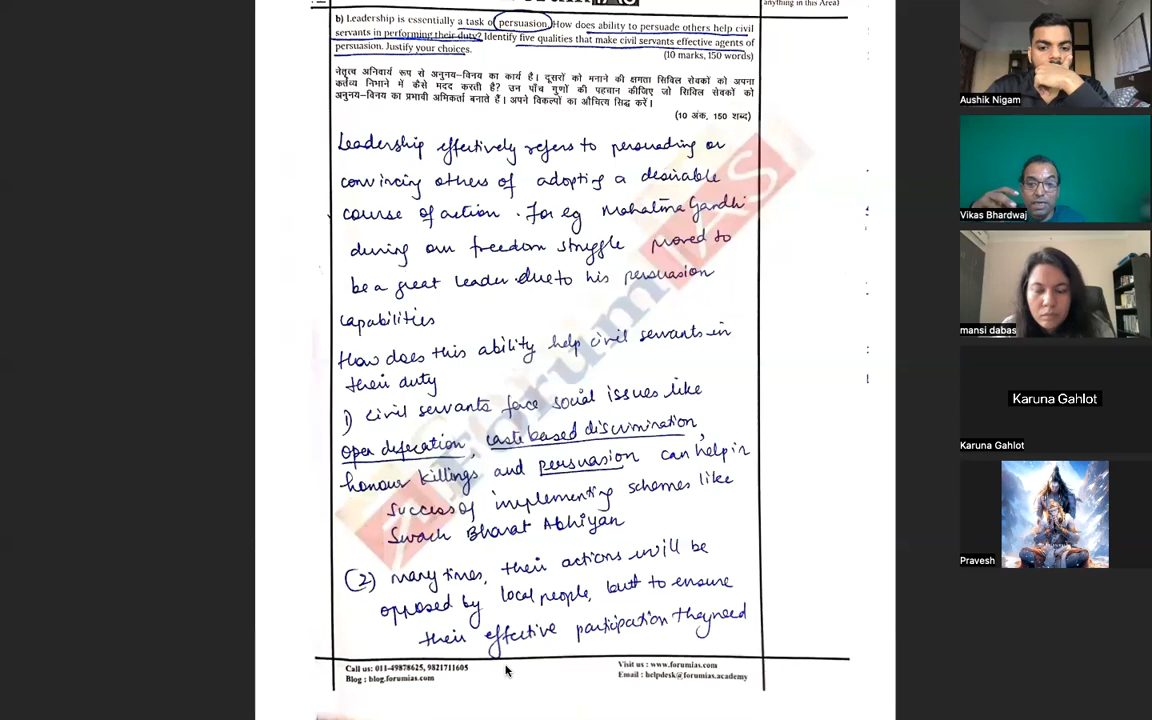 anything in this Area)
b) Leadership is essentially a task o persuasion. How does ability to persuade others help civil
servants in performing their duty? Identify five qualities that make civil servants effective agents of
persuasion. Justify your choices.
(10 marks, 150 words)
नेतृत्व अनिवार्य रूप से अनुनय–विनय का कार्य है। दूसरों को मनाने की क्षमता सिविल सेवकों को अपना
कर्तव्य निभाने में कैसे मदद करती है? उन पाँच गुणों की पहचान कीजिए जो सिविल सेवकों को
अनुनय–विनय का प्रभावी अभिकर्ता बनाते हैं। अपने विकल्पों का औचित्य सिद्ध करें।
(10 अंक, 150 शब्द)
Leadership effectively refers to persuading or
convincing others of adopting a desirable
course of action. For eg Mahatma Gandhi
during our freedom struggle proved to
be a great leader due to his persuasion
capabilities
How does this ability help civil servants in
their duty
1) Civil servants face social issues like
open defecation, caste based discrimination,
honour killings and persuasion can help in
success of implementing schemes like
Swach Bharat Abhiyan
(2) Many times, their actions will be
opposed by local people, but to ensure
their effective participation they need
Call us: 011-49878625, 9821711605
Blog : blog.forumias.com
Visit us : www.forumias.com
Email : helpdesk@forumias.academy
ForumIAS
Aushik Nigam
Vikas Bhardwaj
mansi dabas
Karuna Gahlot
Karuna Gahlot
Pravesh